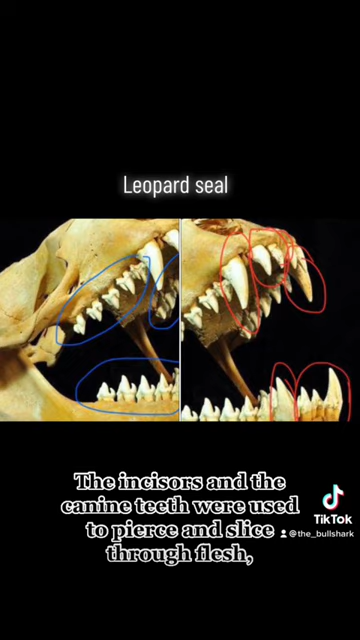 Leopard seal
The incisors and the
canine teeth were used
to pierce and slice
through flesh,
TikTok
@the_bullshark